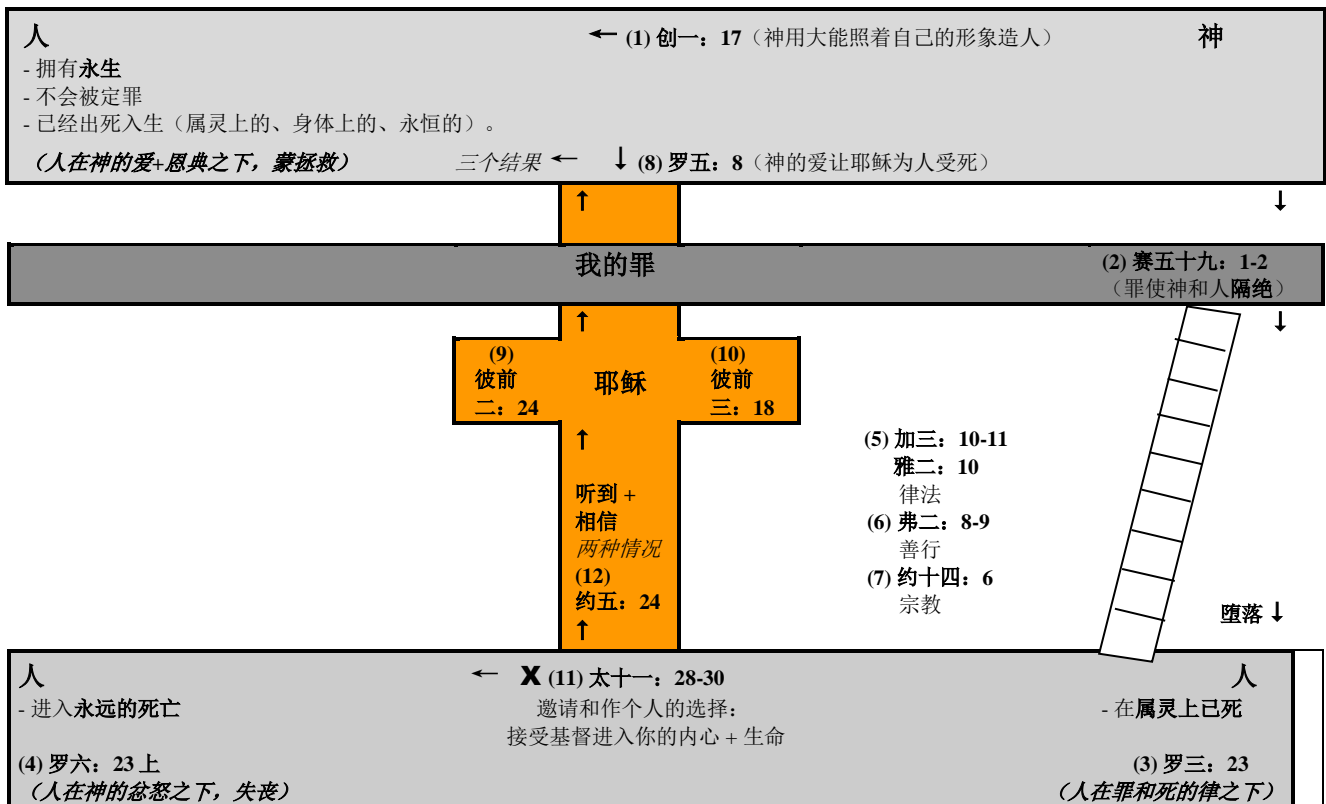 人
← (1) 创一：17（神用大能照着自己的形象造人）
神
- 拥有永生
- 不会被定罪
- 已经出死入生（属灵上的、身体上的、永恒的）。
（人在神的爱+恩典之下，蒙拯救）
三个结果 ←
↓ (8) 罗五：8（神的爱让耶稣为人受死）
↑
↓
我的罪
(2) 赛五十九：1-2
（罪使神和人隔绝）
↑
↓
(9)
彼前
二：24
耶稣
(10)
彼前
三：18
↑
听到 +
相信
两种情况
(12)
约五：24
↑
(5) 加三：10-11
雅二：10
律法
(6) 弗二：8-9
善行
(7) 约十四：6
宗教
堕落 ↓
人
- 进入永远的死亡
(4) 罗六：23 上
（人在神的忿怒之下，失丧）
← X (11) 太十一：28-30
邀请和作个人的选择：
接受基督进入你的内心 + 生命
人
- 在属灵上已死
(3) 罗三：23
（人在罪和死的律之下）